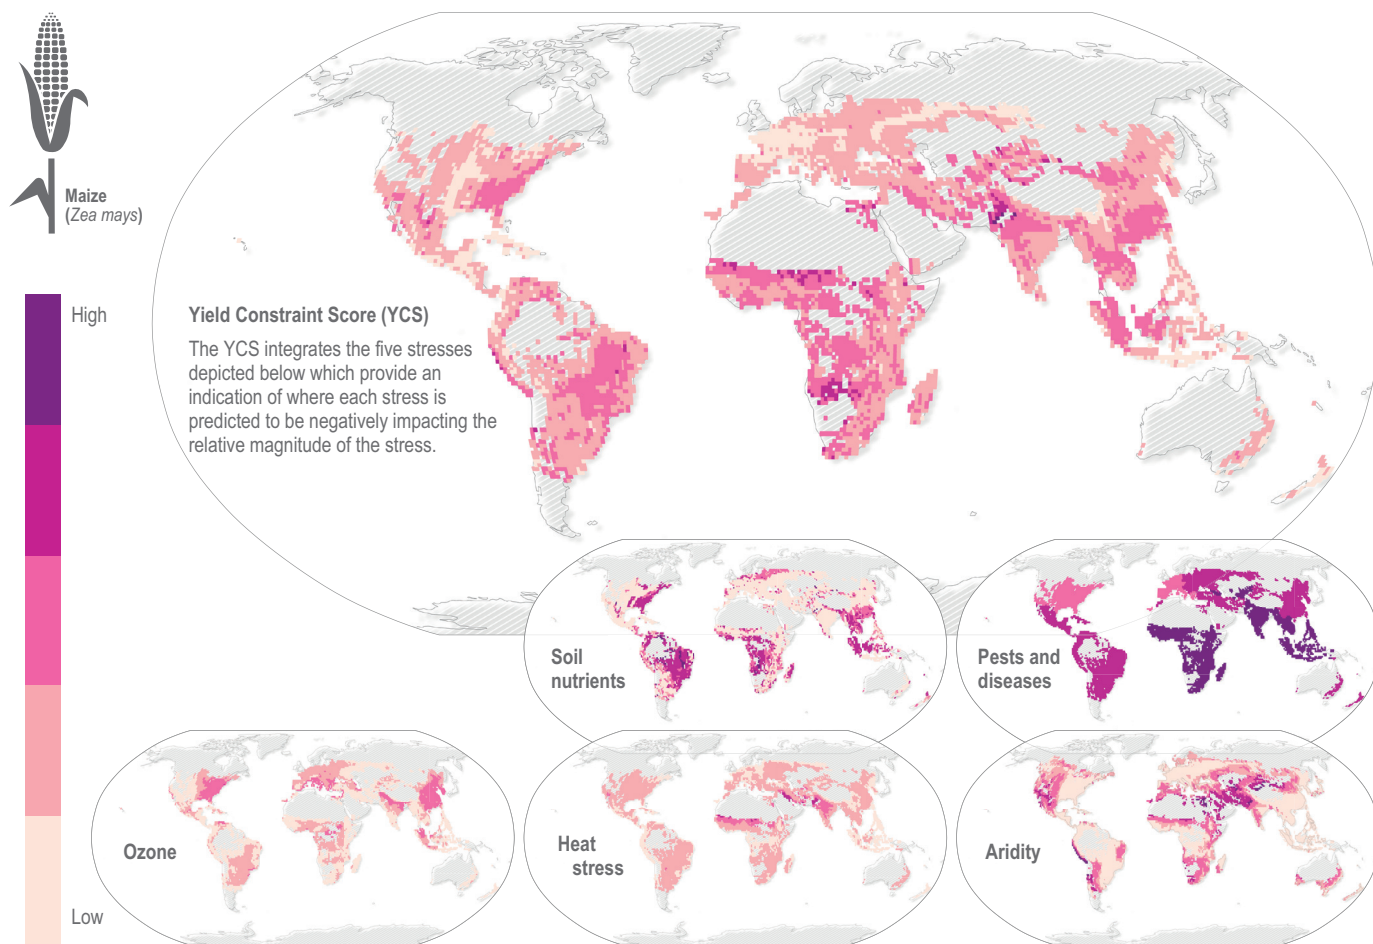 Maize
(Zea mays)
High
Low
Yield Constraint Score (YCS)
The YCS integrates the five stresses
depicted below which provide an
indication of where each stress is
predicted to be negatively impacting the
relative magnitude of the stress.
Soil
nutrients
Pests and
diseases
Ozone
Heat
stress
Aridity